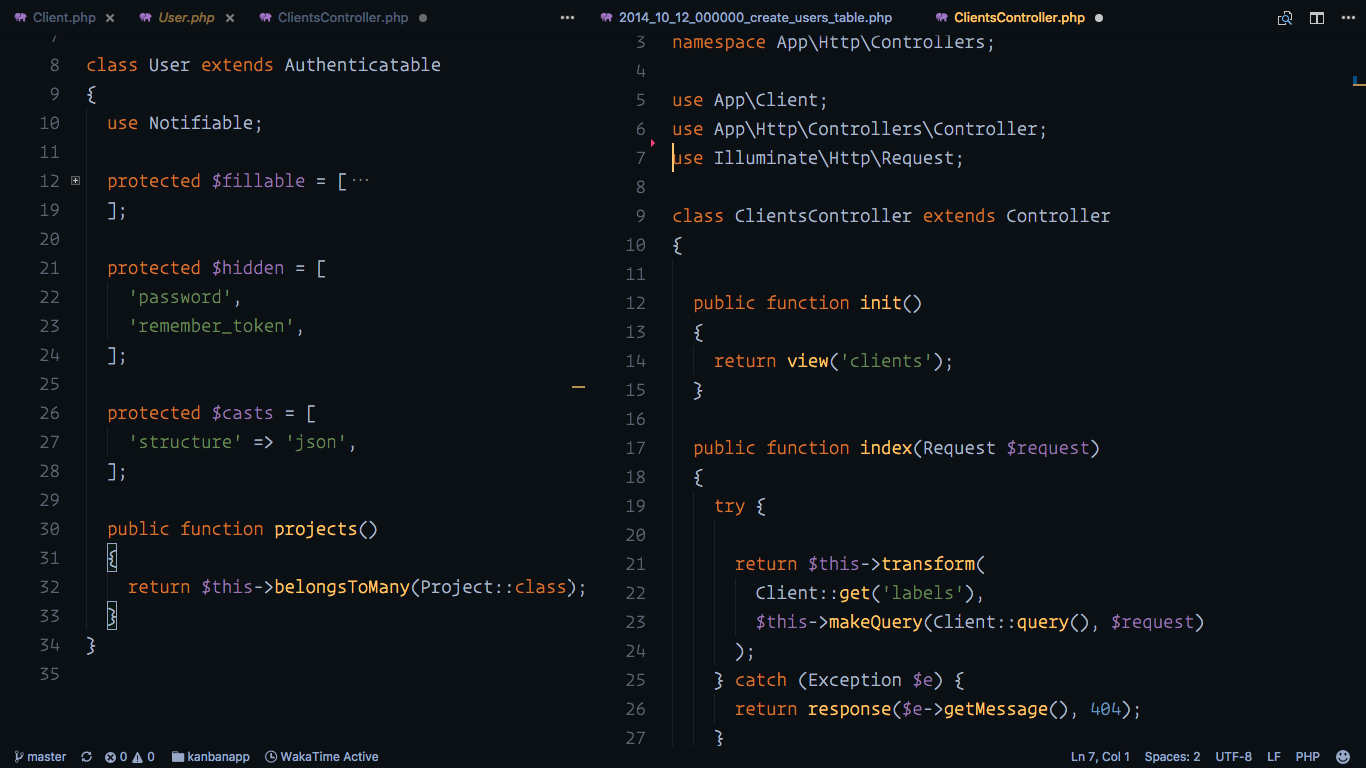 Client.php × User.php × ClientsController.php ● ···
7
8 class User extends Authenticatable
9 {
10   use Notifiable;
11
12   protected $fillable = [···
19   ];
20
21   protected $hidden = [
22     'password',
23     'remember_token',
24   ];
25
26   protected $casts = [
27     'structure' => 'json',
28   ];
29
30   public function projects()
31   {
32     return $this->belongsToMany(Project::class);
33   }
34 }
35
2014_10_12_000000_create_users_table.php ClientsController.php ● ···
3 namespace App\Http\Controllers;
4
5 use App\Client;
6 use App\Http\Controllers\Controller;
7 use Illuminate\Http\Request;
8
9 class ClientsController extends Controller
10 {
11
12   public function init()
13   {
14     return view('clients');
15   }
16
17   public function index(Request $request)
18   {
19     try {
20
21       return $this->transform(
22         Client::get('labels'),
23         $this->makeQuery(Client::query(), $request)
24       );
25     } catch (Exception $e) {
26       return response($e->getMessage(), 404);
27     }
master 0 0 kanbanapp WakaTime Active Ln 7, Col 1 Spaces: 2 UTF-8 LF PHP